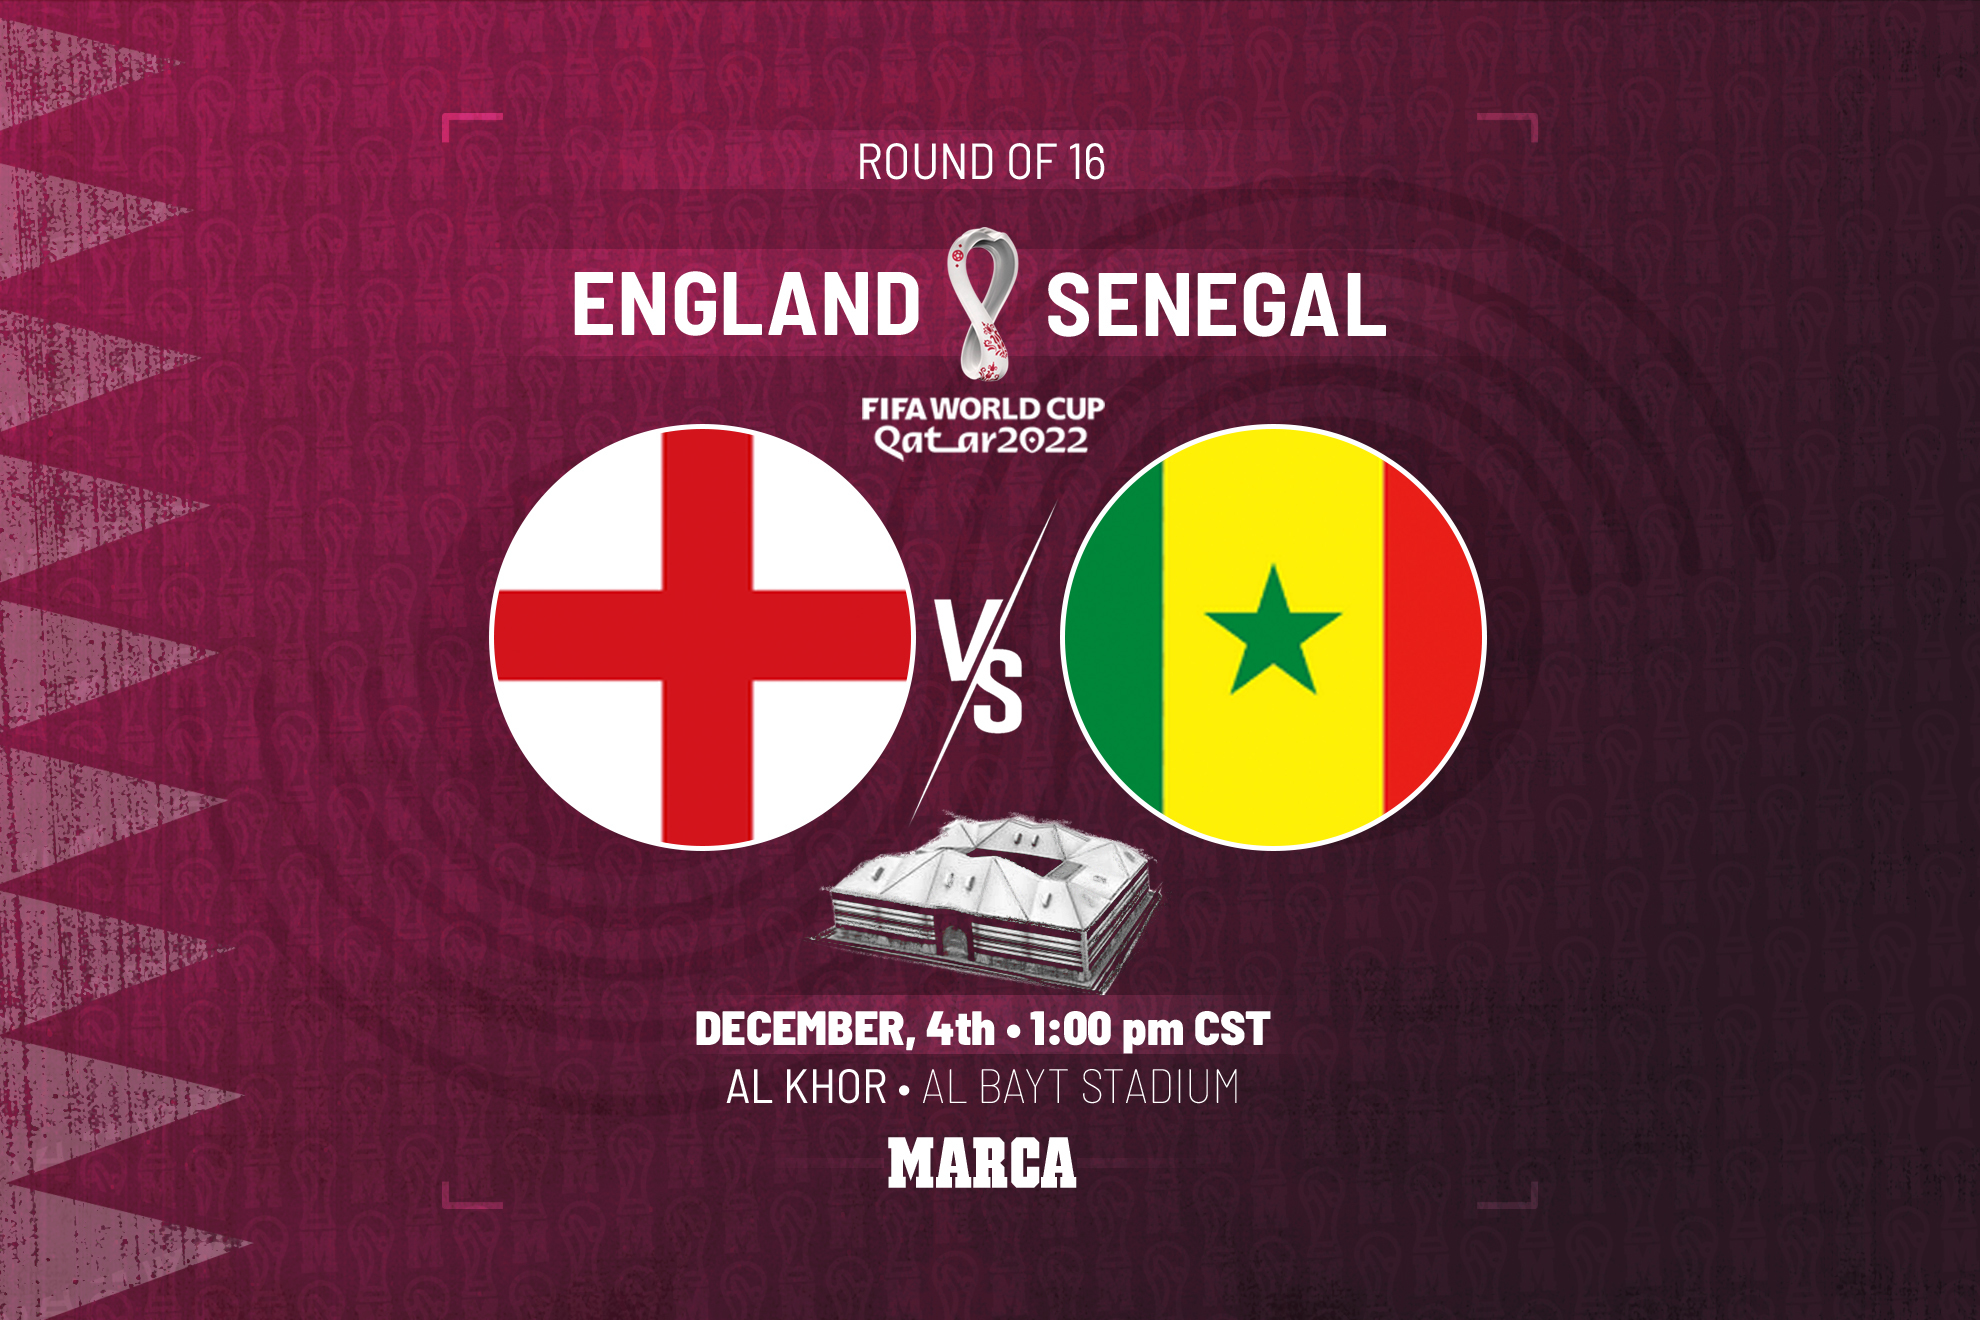 ROUND OF 16
ENGLAND SENEGAL
FIFA WORLD CUP
Qatar2022
VS
DECEMBER, 4th • 1:00 pm CST
AL KHOR • AL BAYT STADIUM
MARCA